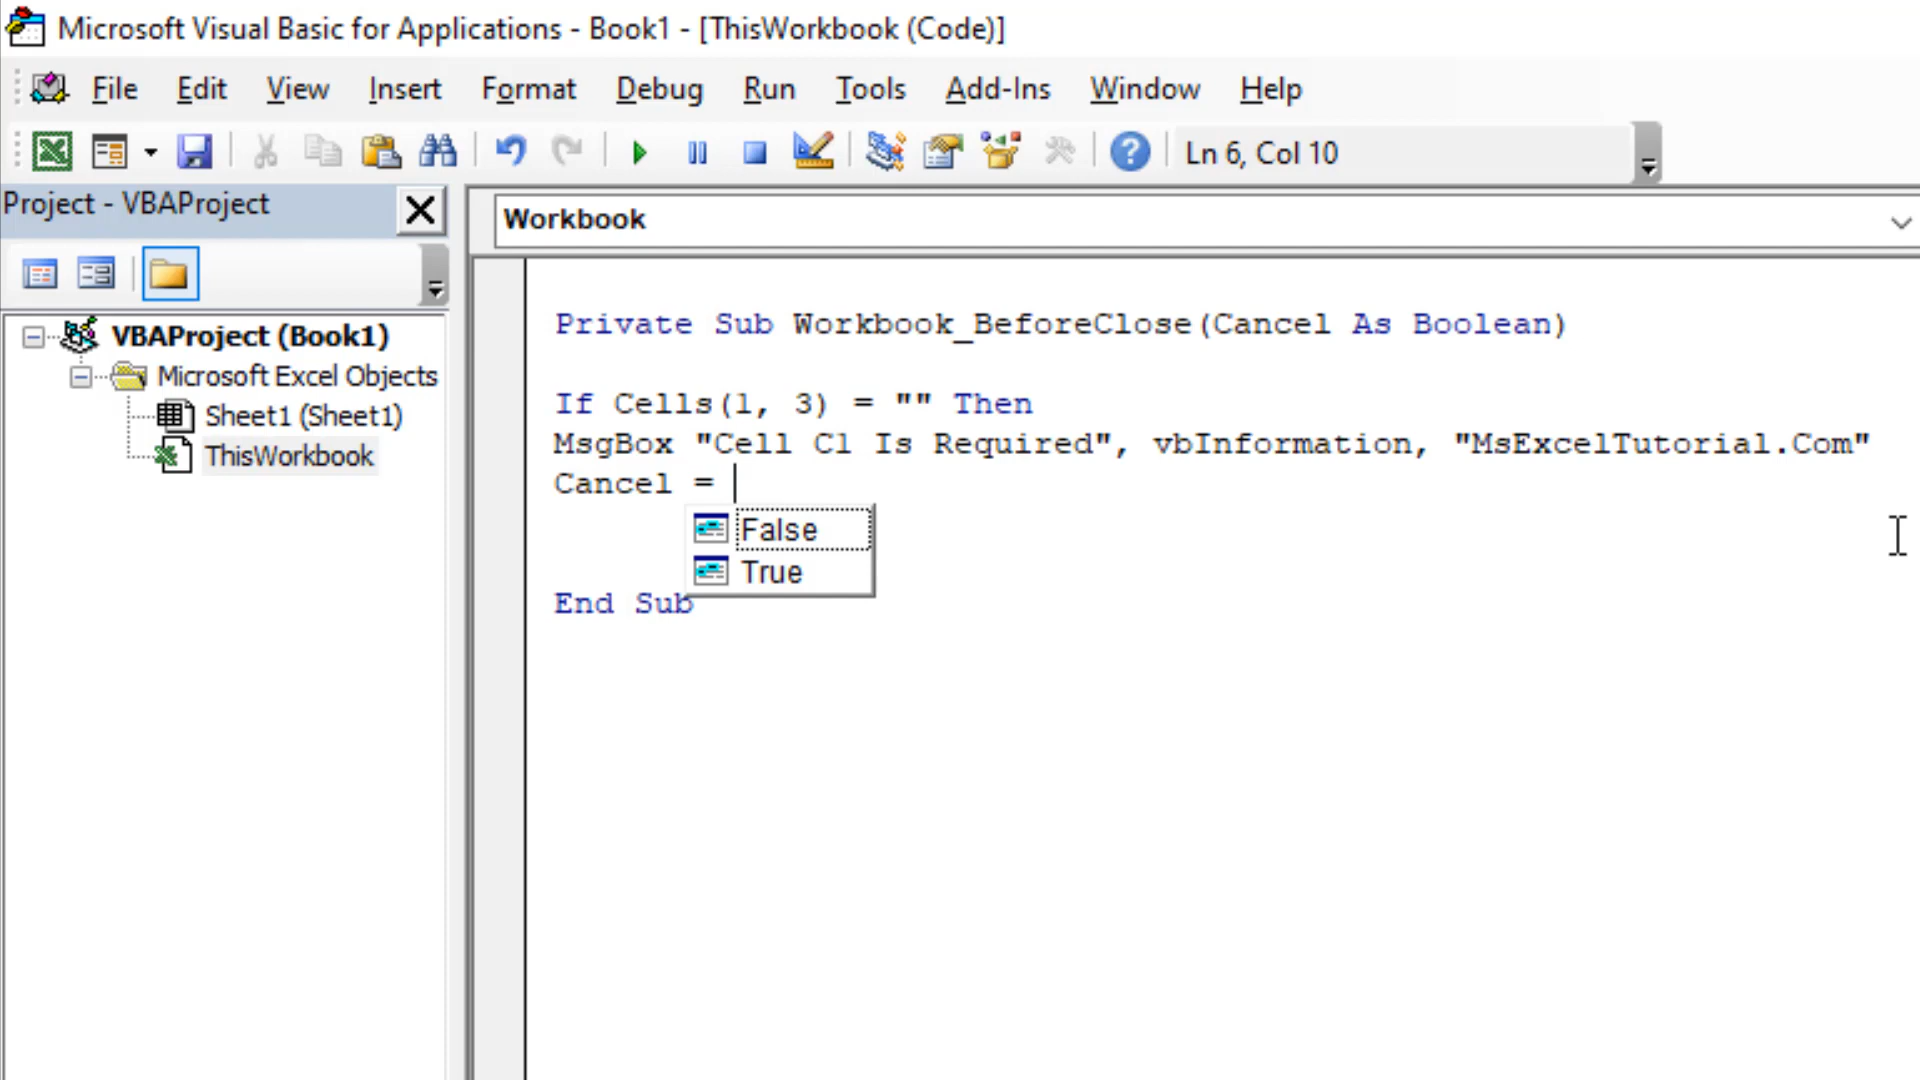 Microsoft Visual Basic for Applications - Book1 - [ThisWorkbook (Code)]
File Edit View Insert Format Debug Run Tools Add-Ins Window Help
Ln 6, Col 10
Project - VBAProject
Workbook
VBAProject (Book1)
Microsoft Excel Objects
Sheet1 (Sheet1)
ThisWorkbook
Private Sub Workbook_BeforeClose(Cancel As Boolean)
If Cells(1, 3) = "" Then
MsgBox "Cell C1 Is Required", vbInformation, "MsExcelTutorial.Com"
Cancel =
False
True
End Sub